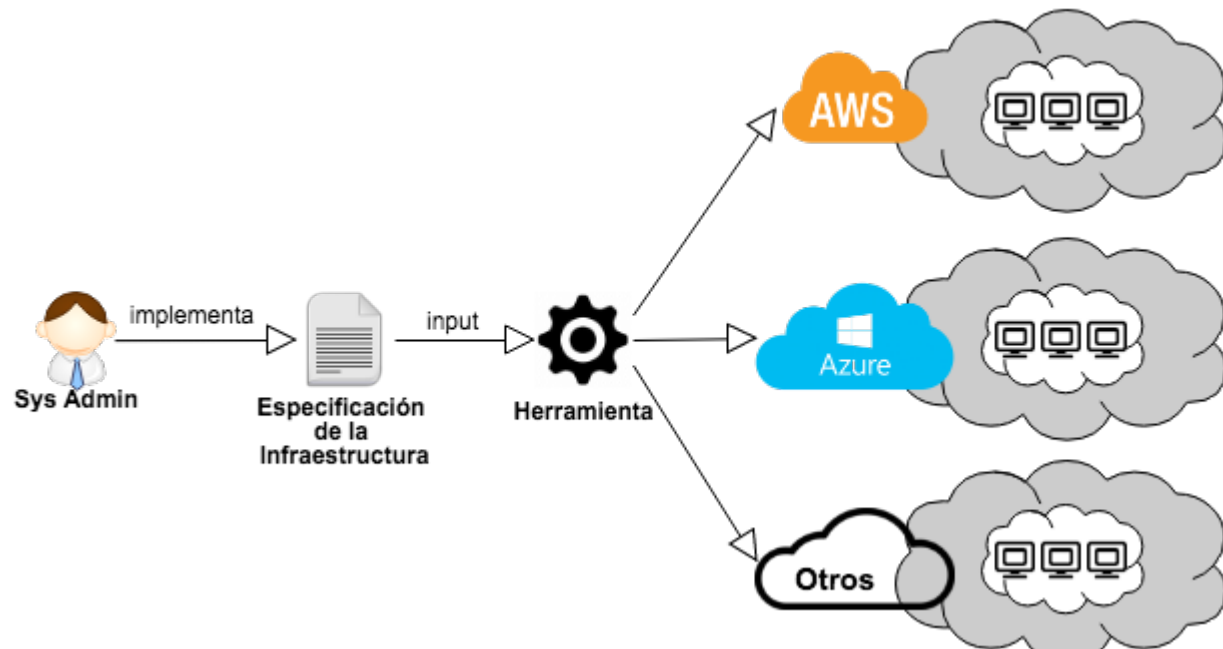 AWS
implementa
input
Azure
Sys Admin
Especificación
de la
Infraestructura
Herramienta
Otros